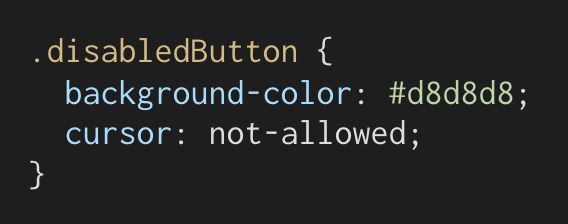 .disabledButton {
  background-color: #d8d8d8;
  cursor: not-allowed;
}